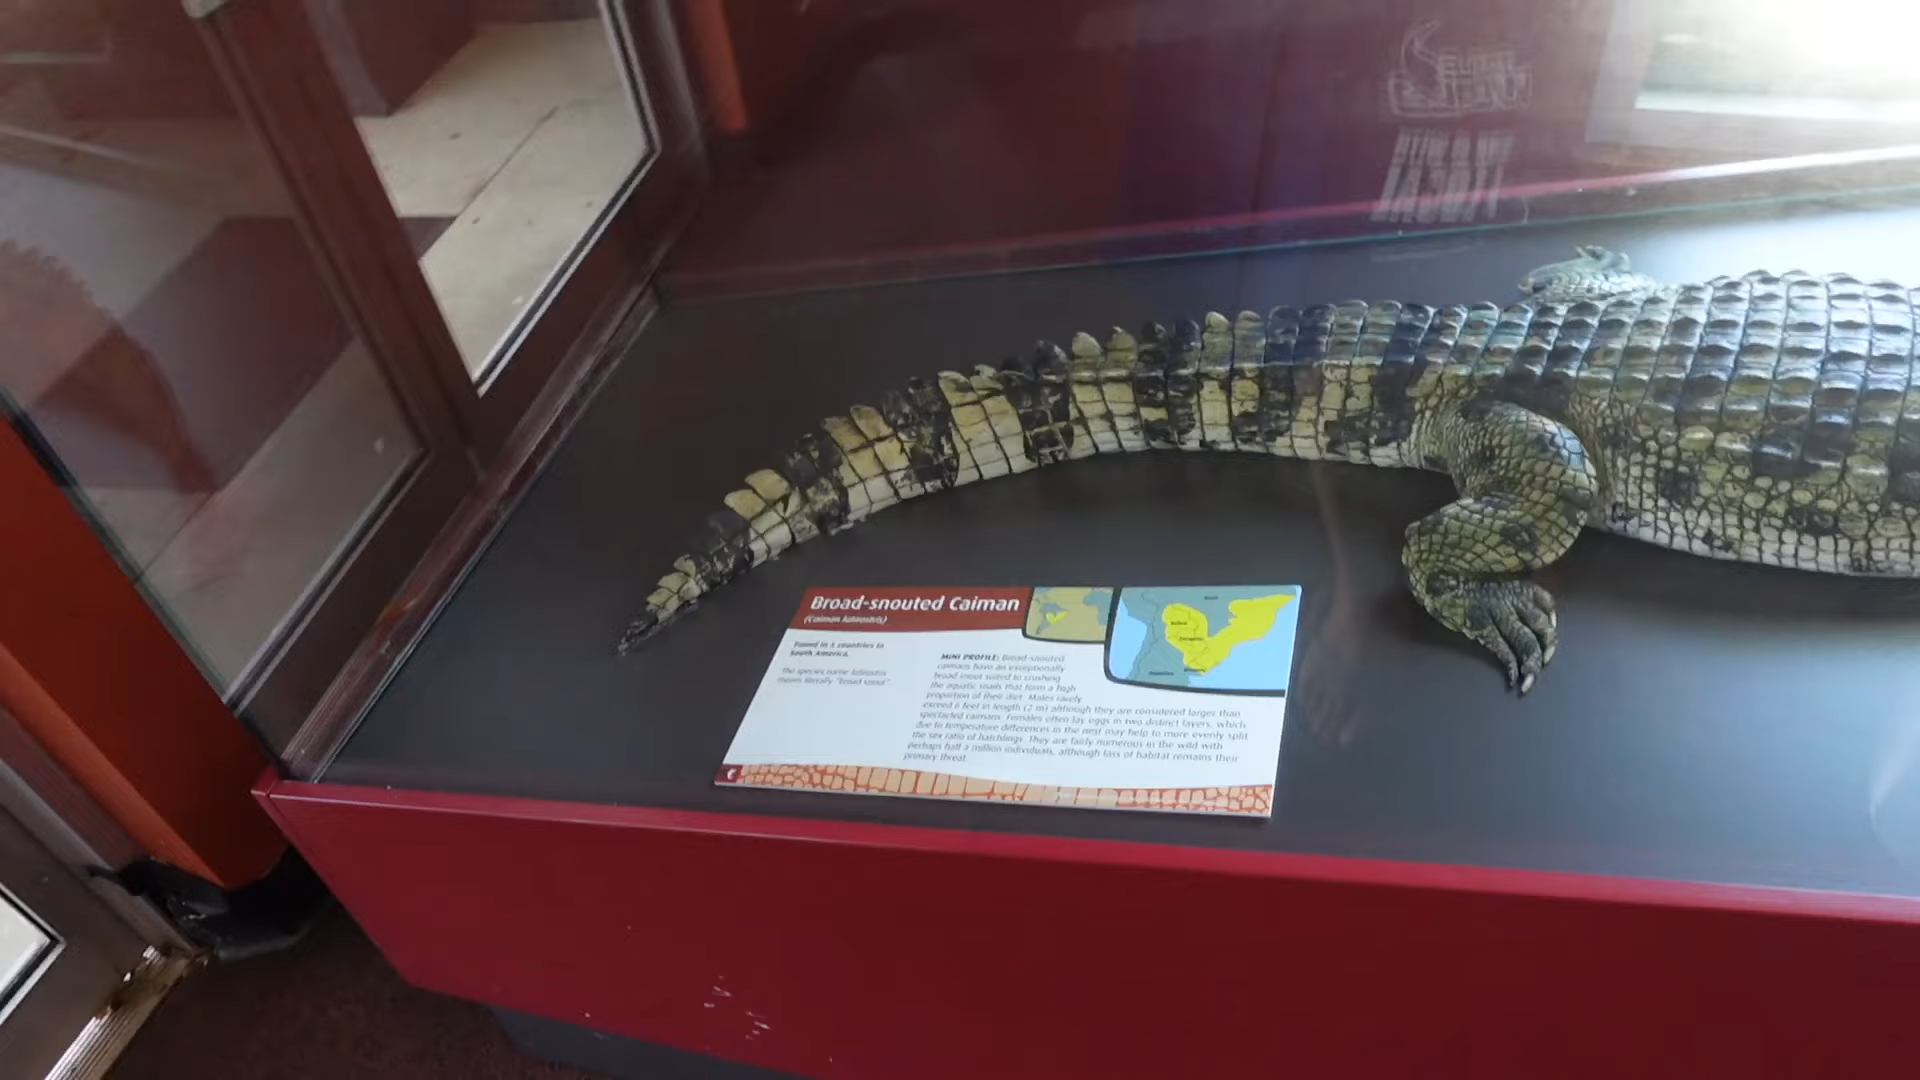 Broad-snouted Caiman
(Caiman latirostris)
Found in 5 countries in
South America.
The species name latirostris
means literally "broad snout".
MINI PROFILE: Broad-snouted
caimans have an exceptionally
broad snout suited to crushing
the aquatic snails that form a high
proportion of their diet. Males rarely
exceed 6 feet in length (2 m) although they are considered larger than
spectacled caimans. Females often lay eggs in two distinct layers, which
due to temperature differences in the nest may help to more evenly split
the sex ratio of hatchlings. They are fairly numerous in the wild with
perhaps half a million individuals, although loss of habitat remains their
primary threat.
Brazil
Bolivia
Paraguay
Argentina